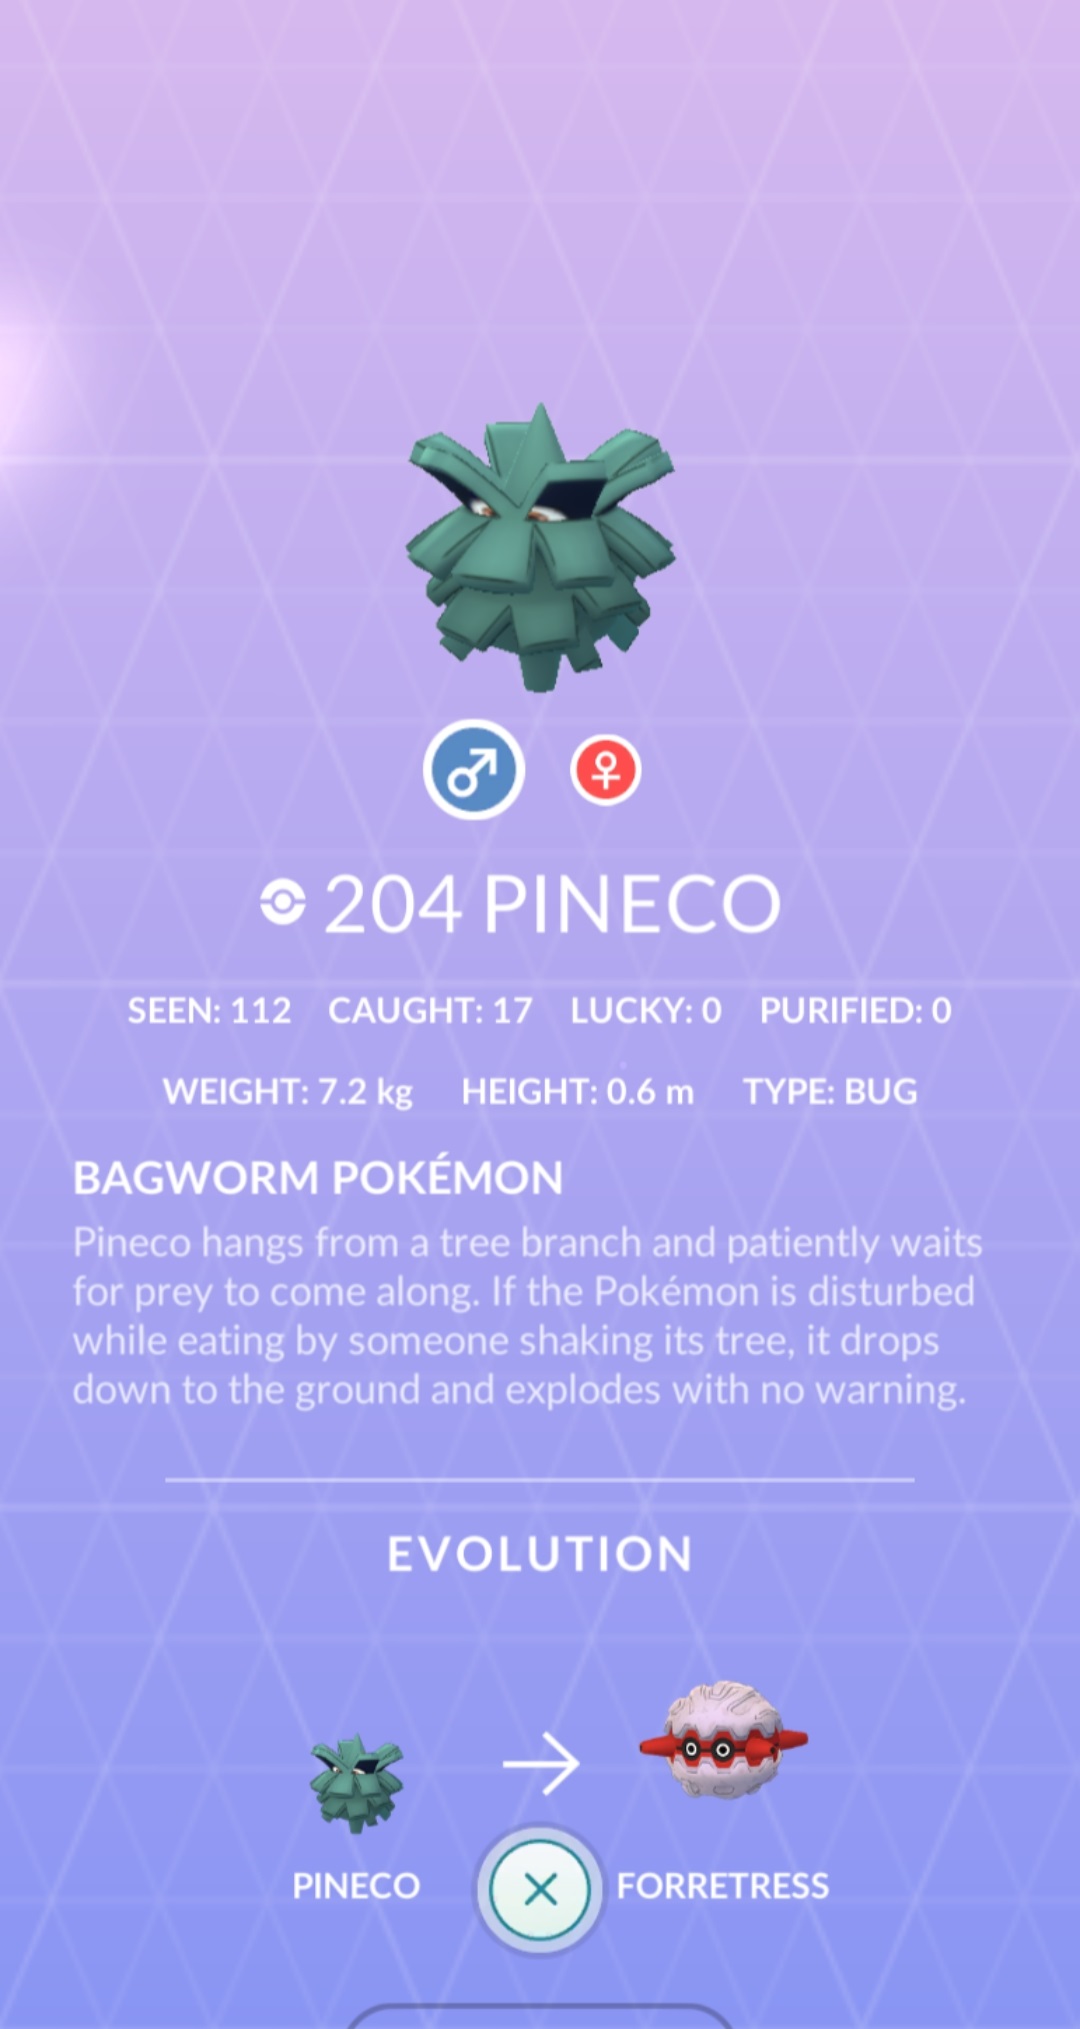 204 PINECO
SEEN: 112 CAUGHT: 17 LUCKY: 0 PURIFIED: 0
WEIGHT: 7.2 kg HEIGHT: 0.6 m TYPE: BUG
BAGWORM POKÉMON
Pineco hangs from a tree branch and patiently waits
for prey to come along. If the Pokémon is disturbed
while eating by someone shaking its tree, it drops
down to the ground and explodes with no warning.
EVOLUTION
PINECO FORRETRESS